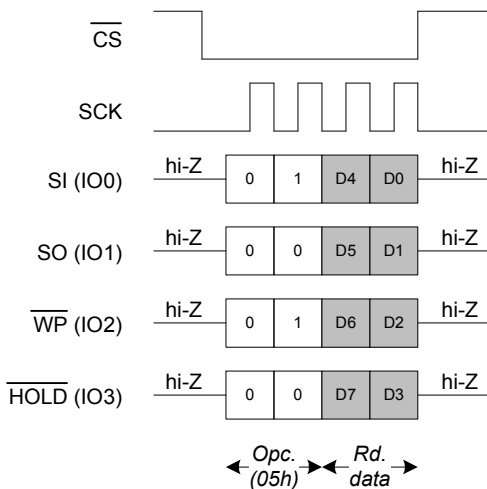 CS
SCK
SI (IO0) hi-Z 0 1 D4 D0 hi-Z
SO (IO1) hi-Z 0 0 D5 D1 hi-Z
WP (IO2) hi-Z 0 1 D6 D2 hi-Z
HOLD (IO3) hi-Z 0 0 D7 D3 hi-Z
Opc. Rd.
(05h) data